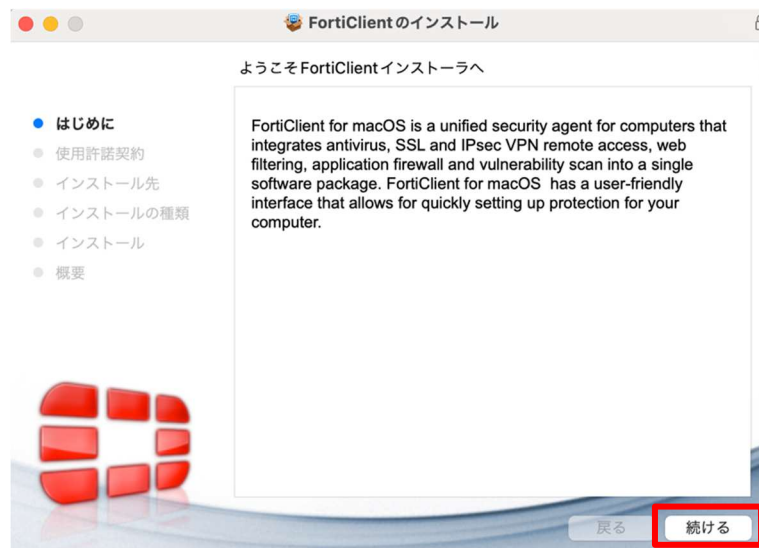 FortiClientのインストール
ようこそFortiClientインストーラへ
はじめに
使用許諾契約
インストール先
インストールの種類
インストール
概要
FortiClient for macOS is a unified security agent for computers that
integrates antivirus, SSL and IPsec VPN remote access, web
filtering, application firewall and vulnerability scan into a single
software package. FortiClient for macOS  has a user-friendly
interface that allows for quickly setting up protection for your
computer.
戻る
続ける